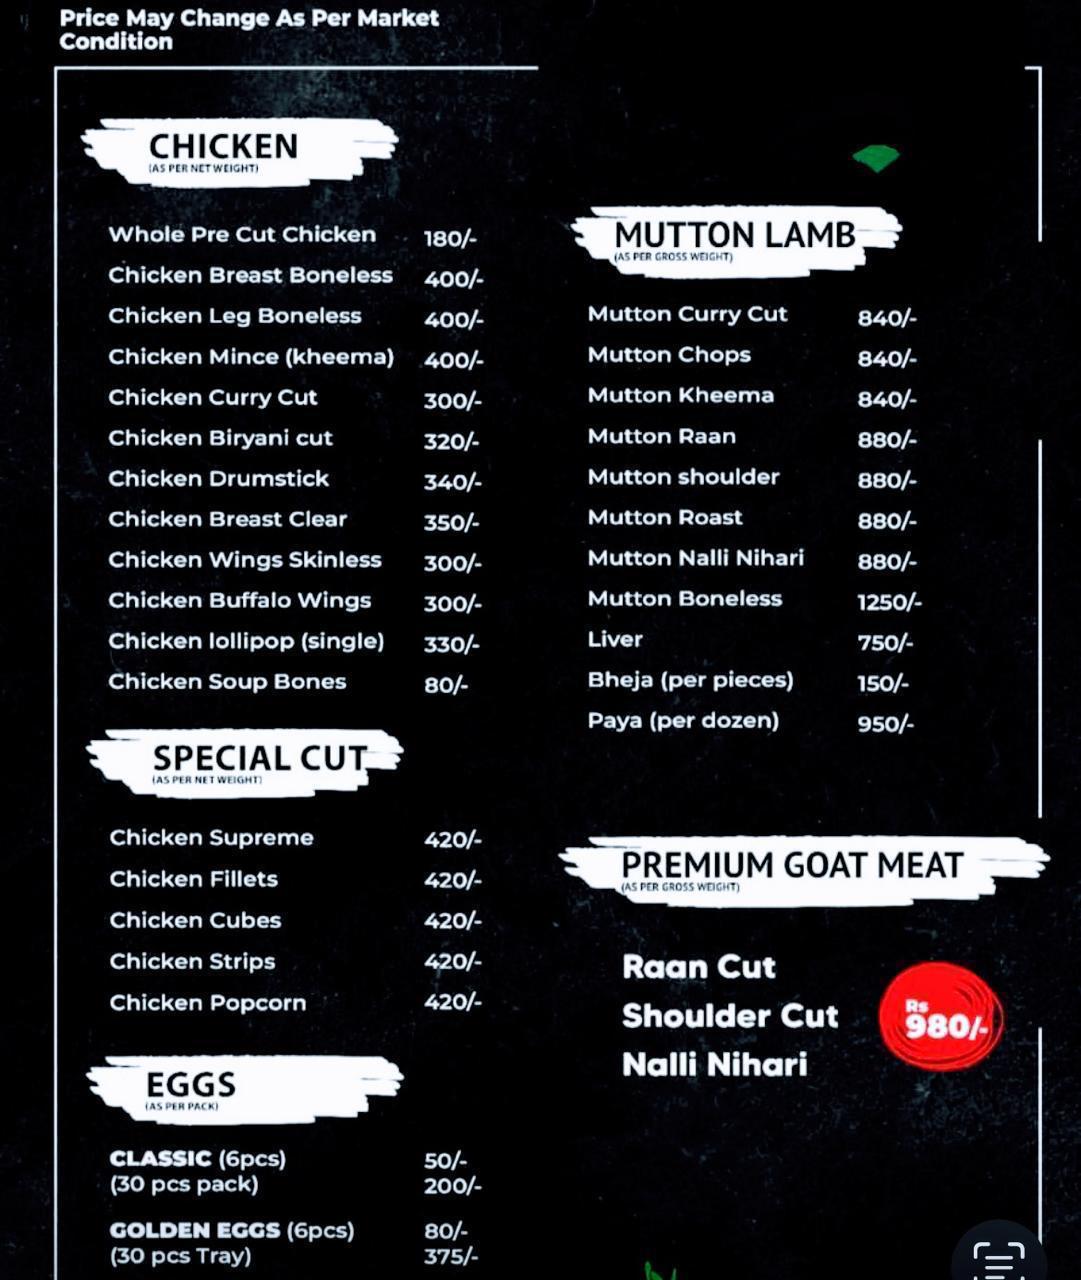 Price May Change As Per Market
Condition
CHICKEN
(AS PER NET WEIGHT)
Whole Pre Cut Chicken 180/-
Chicken Breast Boneless 400/-
Chicken Leg Boneless 400/-
Chicken Mince (kheema) 400/-
Chicken Curry Cut 300/-
Chicken Biryani cut 320/-
Chicken Drumstick 340/-
Chicken Breast Clear 350/-
Chicken Wings Skinless 300/-
Chicken Buffalo Wings 300/-
Chicken lollipop (single) 330/-
Chicken Soup Bones 80/-
SPECIAL CUT
(AS PER NET WEIGHT)
Chicken Supreme 420/-
Chicken Fillets 420/-
Chicken Cubes 420/-
Chicken Strips 420/-
Chicken Popcorn 420/-
EGGS
(AS PER PACK)
CLASSIC (6pcs) 50/-
(30 pcs pack) 200/-
GOLDEN EGGS (6pcs) 80/-
(30 pcs Tray) 375/-
MUTTON LAMB
(AS PER GROSS WEIGHT)
Mutton Curry Cut 840/-
Mutton Chops 840/-
Mutton Kheema 840/-
Mutton Raan 880/-
Mutton shoulder 880/-
Mutton Roast 880/-
Mutton Nalli Nihari 880/-
Mutton Boneless 1250/-
Liver 750/-
Bheja (per pieces) 150/-
Paya (per dozen) 950/-
PREMIUM GOAT MEAT
(AS PER GROSS WEIGHT)
Raan Cut
Shoulder Cut
Nalli Nihari
Rs
980/-